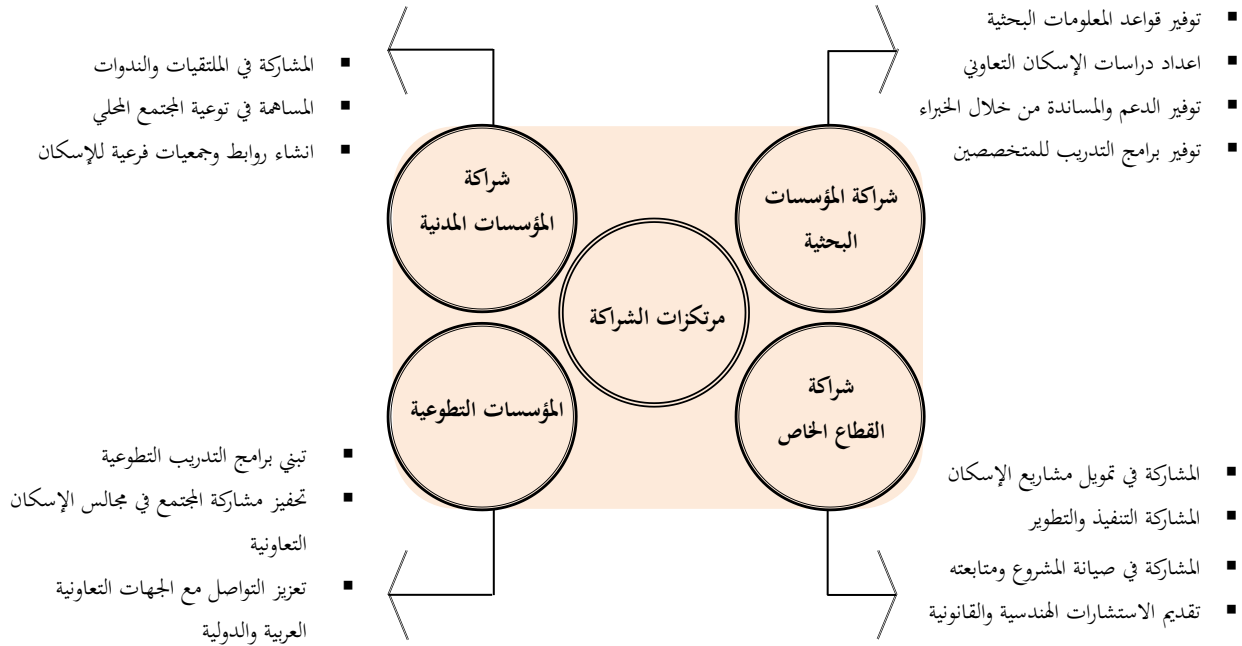 ▪ توفير قواعد المعلومات البحثية
▪ اعداد دراسات الإسكان التعاوني
▪ توفير الدعم والمساندة من خلال الخبراء
▪ توفير برامج التدريب للمتخصصين
▪ المشاركة في الملتقيات والندوات
▪ المساهمة في توعية المجتمع المحلي
▪ انشاء روابط وجمعيات فرعية للإسكان
شراكة المؤسسات
البحثية
شراكة
المؤسسات المدنية
مرتكزات الشراكة
شراكة
القطاع الخاص
المؤسسات التطوعية
▪ المشاركة في تمويل مشاريع الإسكان
▪ المشاركة التنفيذ والتطوير
▪ المشاركة في صيانة المشروع ومتابعته
▪ تقديم الاستشارات الهندسية والقانونية
▪ تبني برامج التدريب التطوعية
▪ تحفيز مشاركة المجتمع في مجالس الإسكان
التعاونية
▪ تعزيز التواصل مع الجهات التعاونية
العربية والدولية